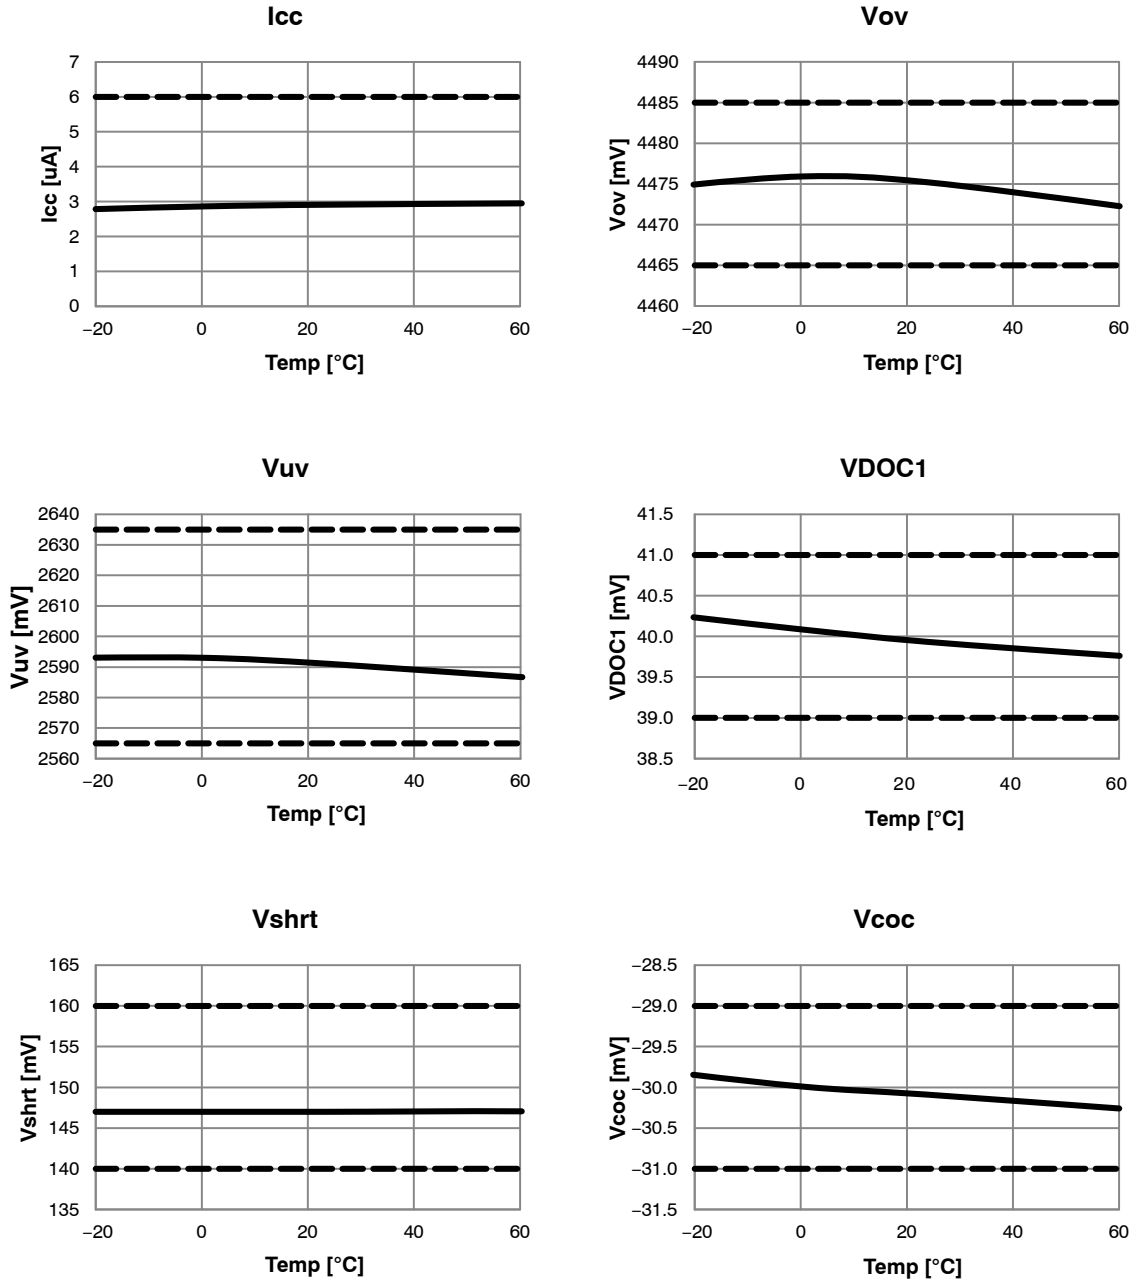 Icc
Icc [uA]
7
6
5
4
3
2
1
0
−20 0 20 40 60
Temp [°C]
Vov
Vov [mV]
4490
4485
4480
4475
4470
4465
4460
−20 0 20 40 60
Temp [°C]
Vuv
Vuv [mV]
2640
2630
2620
2610
2600
2590
2580
2570
2560
−20 0 20 40 60
Temp [°C]
VDOC1
VDOC1 [mV]
41.5
41.0
40.5
40.0
39.5
39.0
38.5
−20 0 20 40 60
Temp [°C]
Vshrt
Vshrt [mV]
165
160
155
150
145
140
135
−20 0 20 40 60
Temp [°C]
Vcoc
Vcoc [mV]
−28.5
−29.0
−29.5
−30.0
−30.5
−31.0
−31.5
−20 0 20 40 60
Temp [°C]